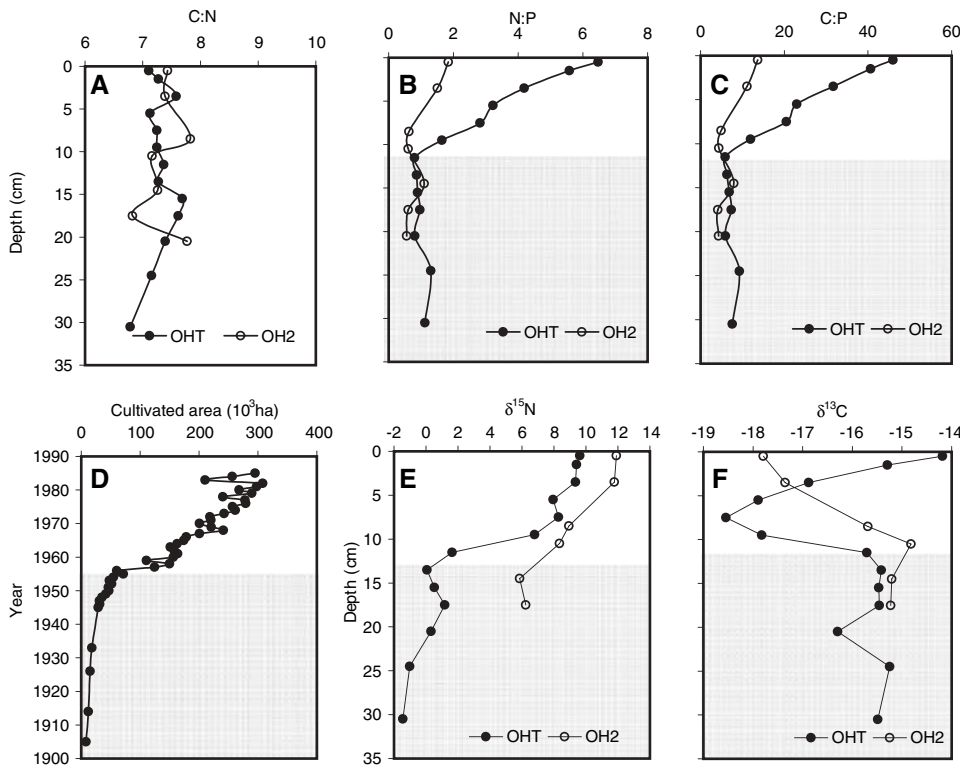 C:N
6 7 8 9 10
N:P
0 2 4 6 8
C:P
0 20 40 60
A
B
C
0
5
10
15
20
25
30
35
Depth (cm)
OHT OH2
OHT OH2
OHT OH2
Cultivated area (10³ha)
0 100 200 300 400
δ¹⁵N
-2 0 2 4 6 8 10 12 14
δ¹³C
-19 -18 -17 -16 -15 -14
D
E
F
1990
1980
1970
1960
1950
1940
1930
1920
1910
1900
Year
0
5
10
15
20
25
30
35
Depth (cm)
OHT OH2
OHT OH2